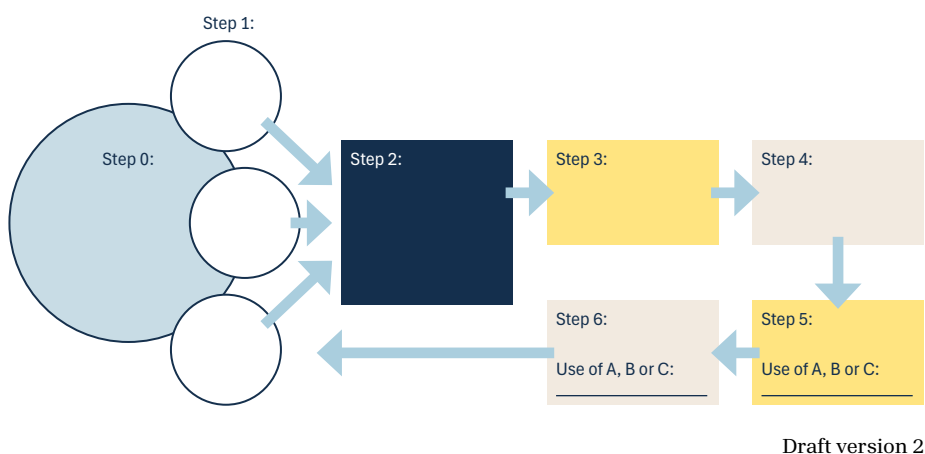 Step 1:
Step 0:
Step 2:
Step 3:
Step 4:
Step 6:
Use of A, B or C:
Step 5:
Use of A, B or C:
Draft version 2